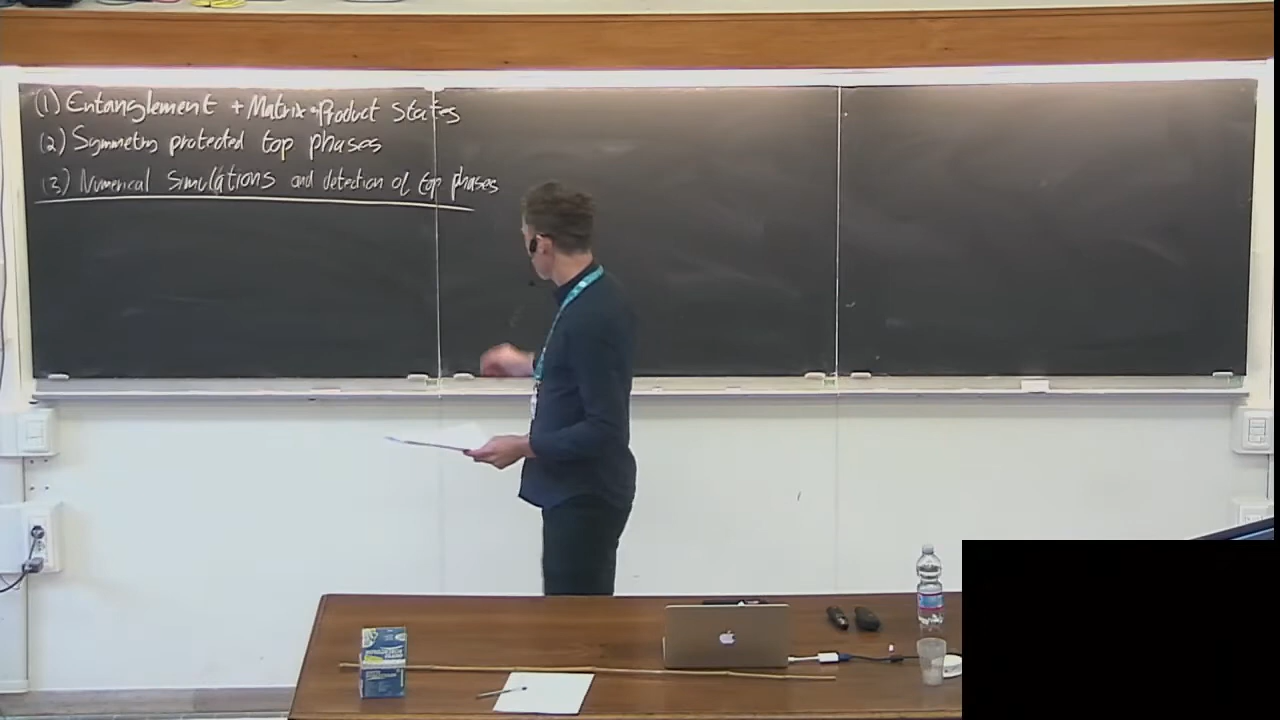 (1) Entanglement + Matrix-Product States
(2) Symmetry protected top phases
(3) Numerical simulations and detection of top phases